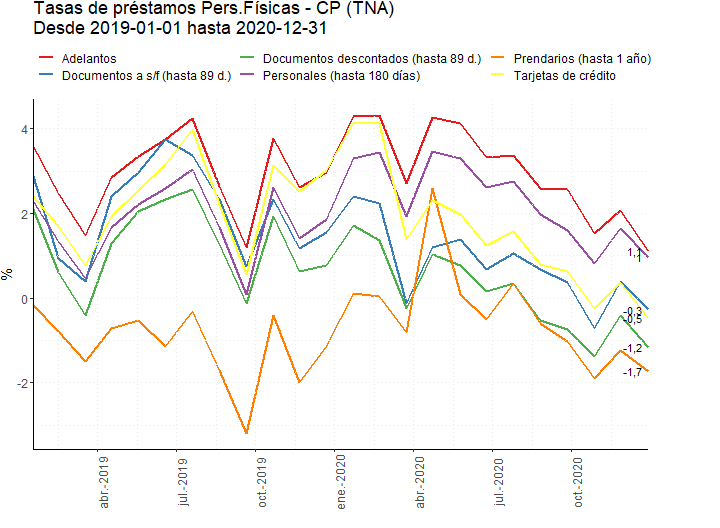 Tasas de préstamos Pers.Físicas - CP (TNA)
Desde 2019-01-01 hasta 2020-12-31
Adelantos
Documentos descontados (hasta 89 d.)
Prendarios (hasta 1 año)
Documentos a s/f (hasta 89 d.)
Personales (hasta 180 días)
Tarjetas de crédito
4
2
0
-2
%
1,1
-0,3
-0,5
-1,2
-1,7
abr.-2019
jul.-2019
oct.-2019
ene.-2020
abr.-2020
jul.-2020
oct.-2020